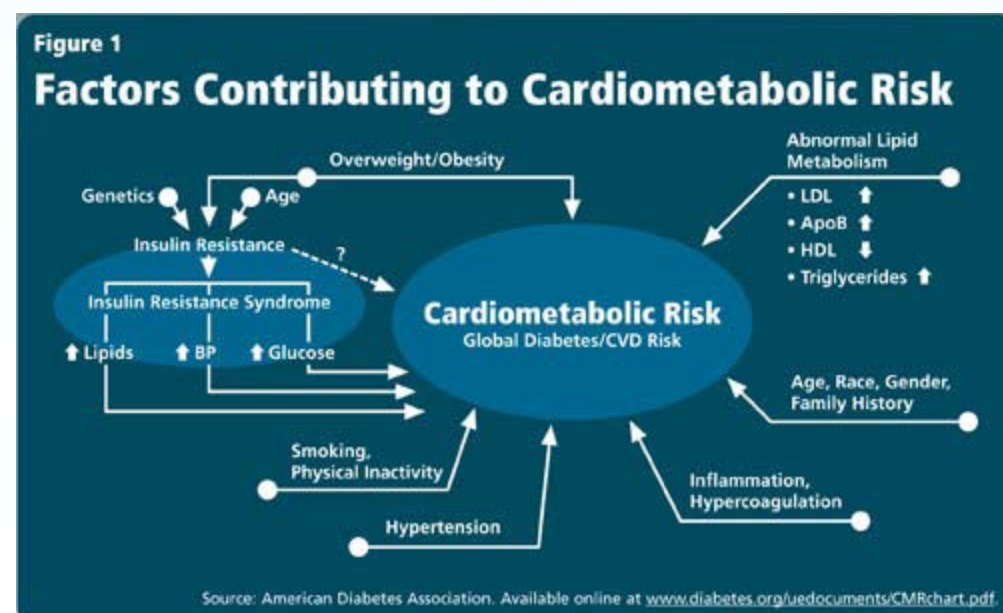 Figure 1
Factors Contributing to Cardiometabolic Risk
Overweight/Obesity
Genetics
Age
Insulin Resistance
?
Insulin Resistance Syndrome
⬆ Lipids
⬆ BP
⬆ Glucose
Cardiometabolic Risk
Global Diabetes/CVD Risk
Abnormal Lipid
Metabolism
• LDL ⬆
• ApoB ⬆
• HDL ⬇
• Triglycerides ⬆
Age, Race, Gender,
Family History
Smoking,
Physical Inactivity
Inflammation,
Hypercoagulation
Hypertension
Source: American Diabetes Association. Available online at www.diabetes.org/uedocuments/CMRchart.pdf.